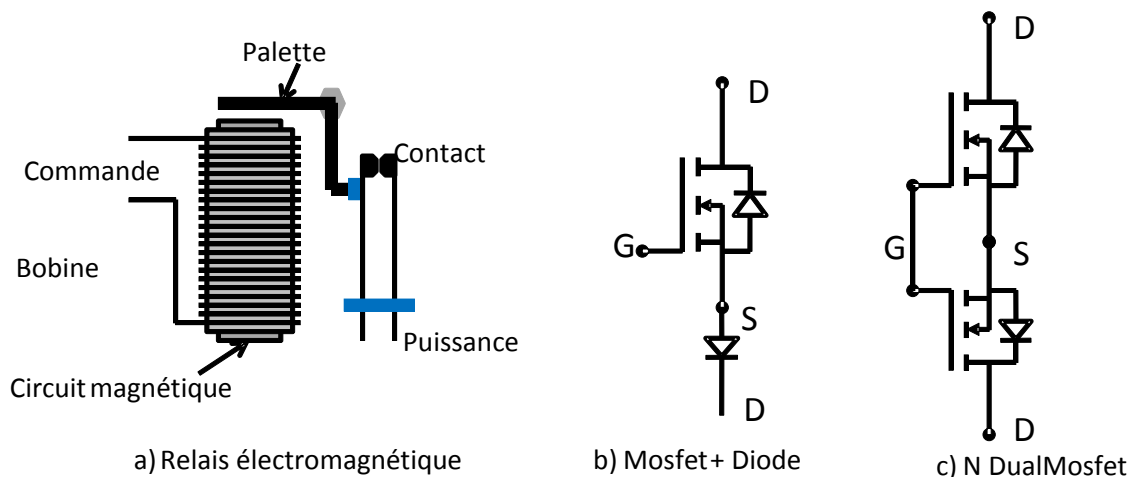 Palette
Commande
Contact
Bobine
Puissance
Circuit magnétique
a) Relais électromagnétique
D
G
S
D
b) Mosfet + Diode
D
G
S
D
c) N DualMosfet